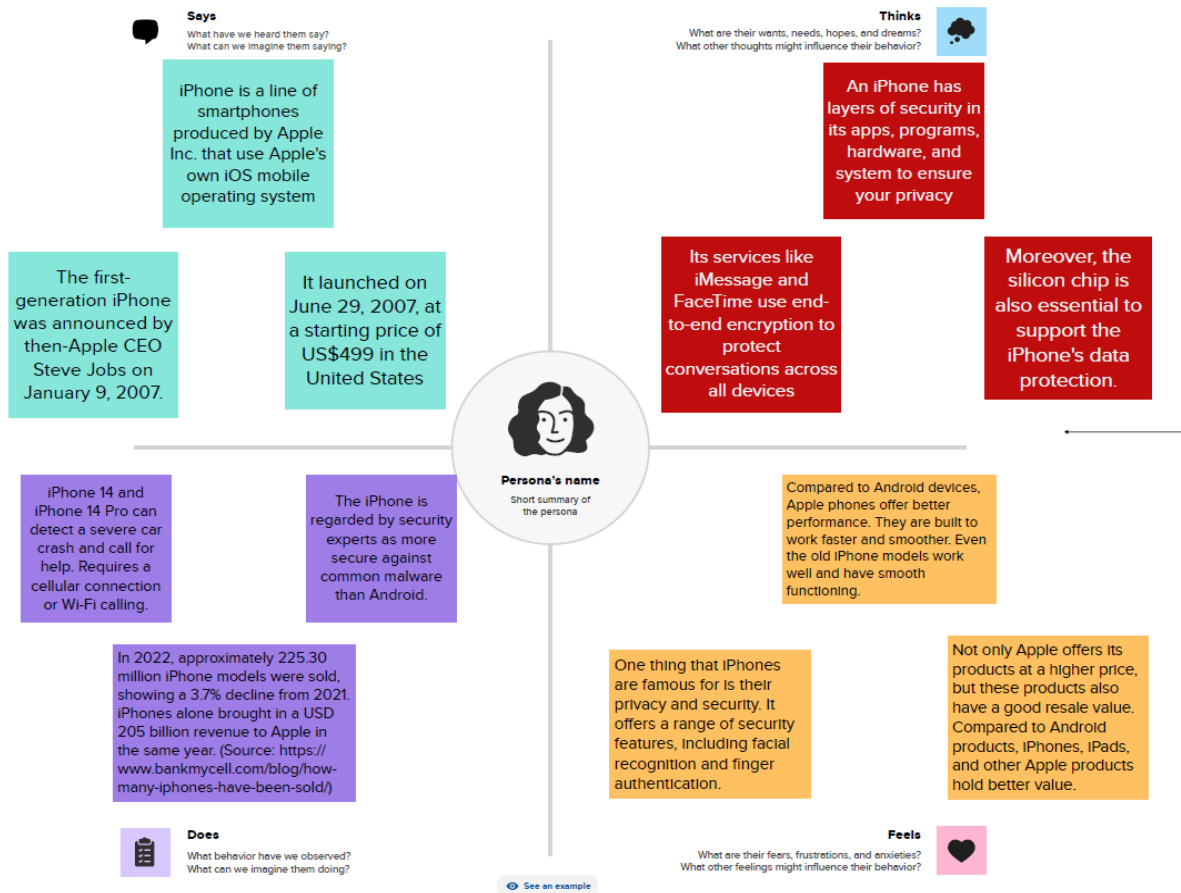 Says
What have we heard them say?
What can we imagine them saying?
iPhone is a line of
smartphones
produced by Apple
Inc. that use Apple's
own iOS mobile
operating system
The first-
generation iPhone
was announced by
then-Apple CEO
Steve Jobs on
January 9, 2007.
It launched on
June 29, 2007, at
a starting price of
US$499 in the
United States
Thinks
What are their wants, needs, hopes, and dreams?
What other thoughts might influence their behavior?
An iPhone has
layers of security in
its apps, programs,
hardware, and
system to ensure
your privacy
Its services like
iMessage and
FaceTime use end-
to-end encryption to
protect
conversations across
all devices
Moreover, the
silicon chip is
also essential to
support the
iPhone's data
protection.
Persona's name
Short summary of
the persona
iPhone 14 and
iPhone 14 Pro can
detect a severe car
crash and call for
help. Requires a
cellular connection
or Wi-Fi calling.
The iPhone is
regarded by security
experts as more
secure against
common malware
than Android.
In 2022, approximately 225.30
million iPhone models were sold,
showing a 3.7% decline from 2021.
iPhones alone brought in a USD
205 billion revenue to Apple in
the same year. (Source: https://
www.bankmycell.com/blog/how-
many-iphones-have-been-sold/)
Does
What behavior have we observed?
What can we imagine them doing?
Compared to Android devices,
Apple phones offer better
performance. They are built to
work faster and smoother. Even
the old iPhone models work
well and have smooth
functioning.
One thing that iPhones
are famous for is their
privacy and security. It
offers a range of security
features, including facial
recognition and finger
authentication.
Not only Apple offers its
products at a higher price,
but these products also
have a good resale value.
Compared to Android
products, iPhones, iPads,
and other Apple products
hold better value.
Feels
What are their fears, frustrations, and anxieties?
What other feelings might influence their behavior?
See an example